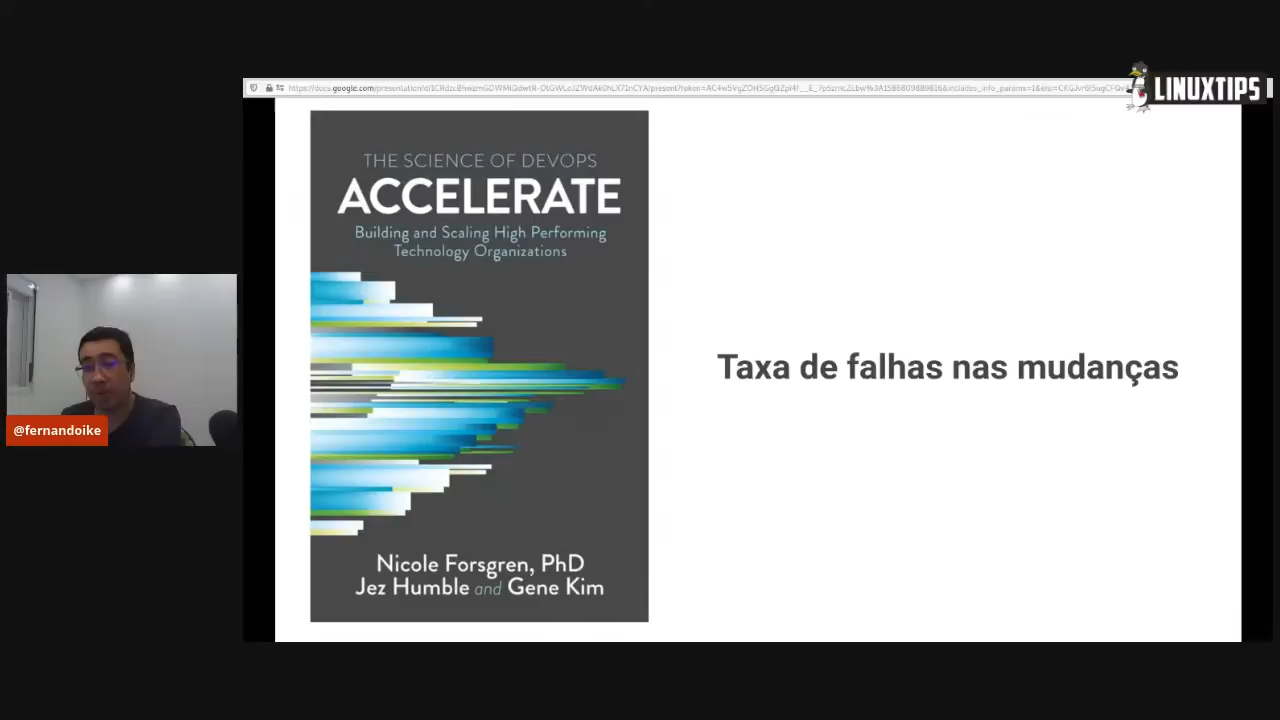 LINUXTIPS
THE SCIENCE OF DEVOPS
ACCELERATE
Building and Scaling High Performing
Technology Organizations
Nicole Forsgren, PhD
Jez Humble and Gene Kim
Taxa de falhas nas mudanças
@fernandoike